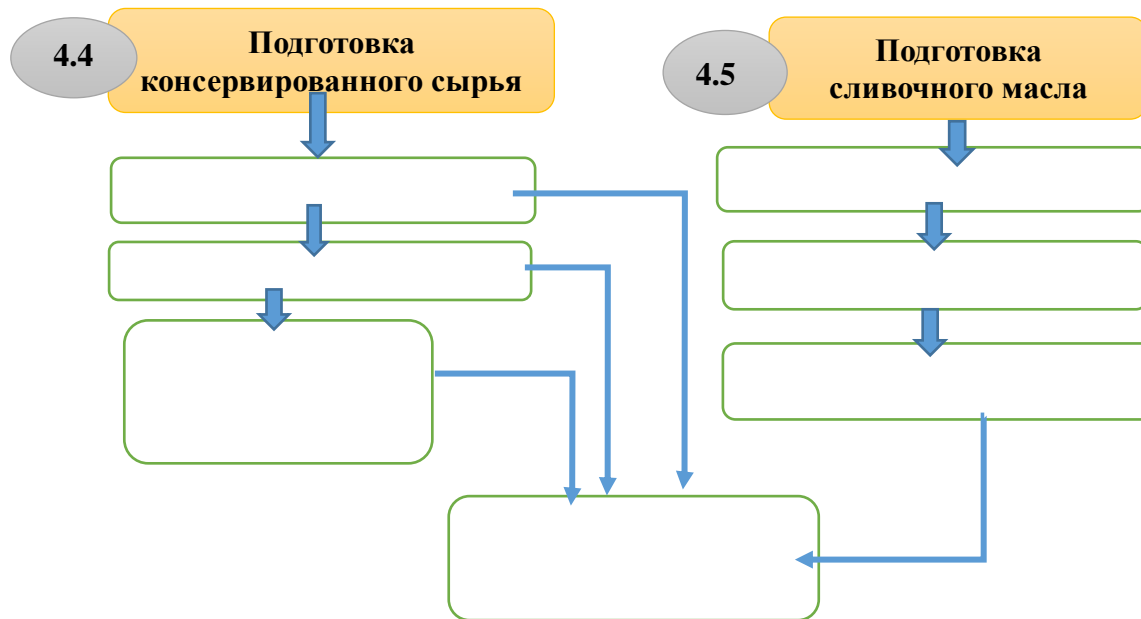 4.4
Подготовка
консервированного сырья
4.5
Подготовка
сливочного масла